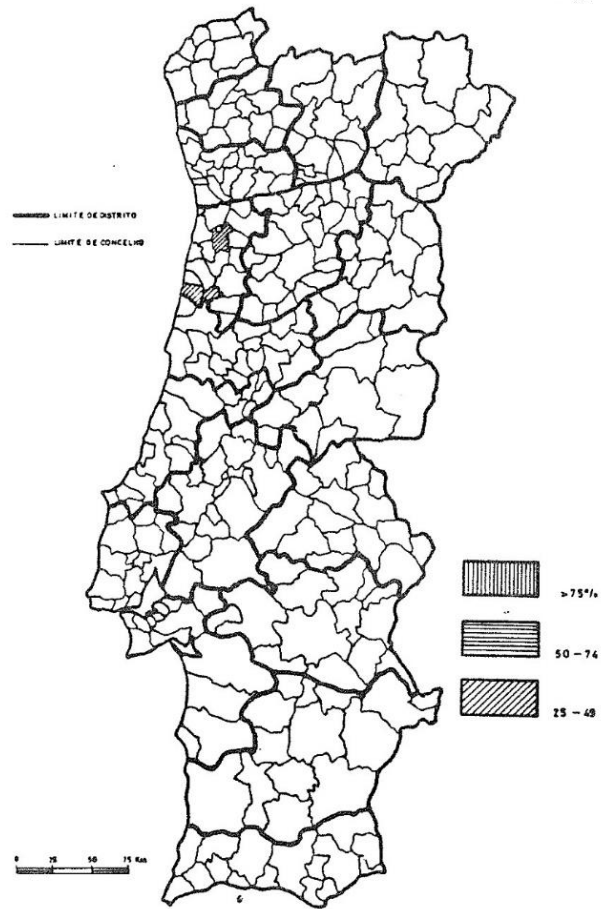 LIMITE DE DISTRITO
LIMITE DE CONCELHO
>75%
50 - 74
25 - 49
0 25 50 75 Km